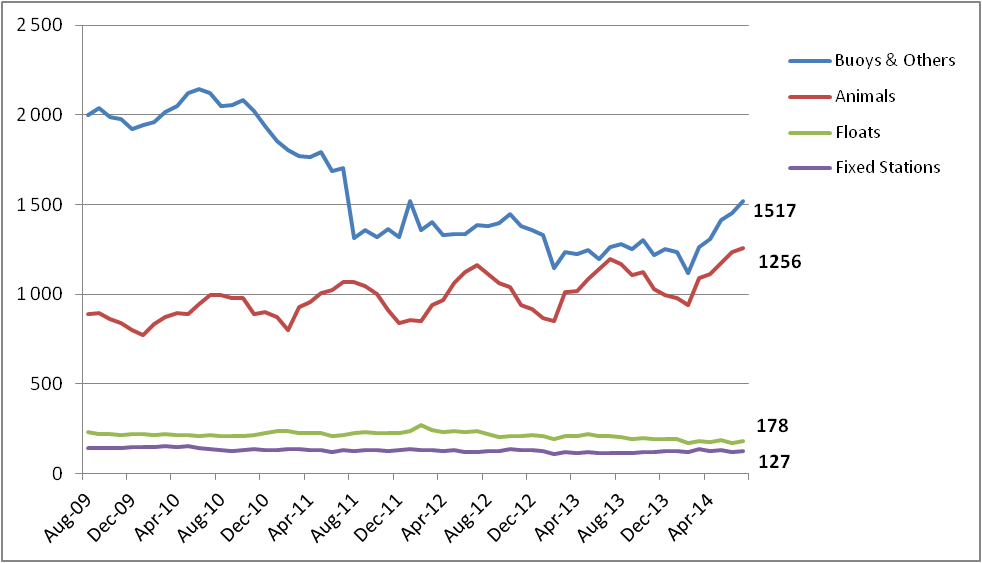 2 500
2 000
1 500
1 000
500
0
Aug-09
Dec-09
Apr-10
Aug-10
Dec-10
Apr-11
Aug-11
Dec-11
Apr-12
Aug-12
Dec-12
Apr-13
Aug-13
Dec-13
Apr-14
1517
1256
178
127
Buoys & Others
Animals
Floats
Fixed Stations